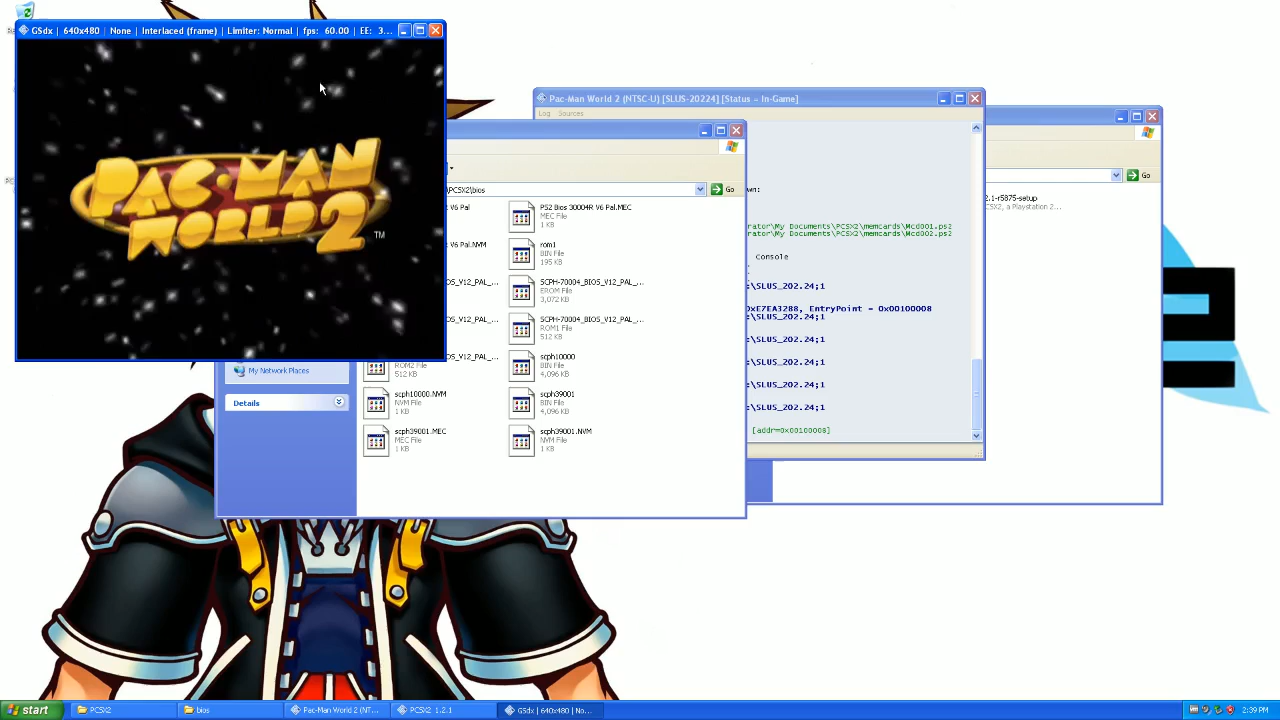 GSdx | 640x480 | None | Interlaced (frame) | Limiter: Normal | fps: 60.00 | EE: 3...
PAC-MAN
WORLD 2
TM
Pac-Man World 2 (NTSC-U) [SLUS-20224] [Status = In-Game]
Log Sources
wn:
rator\My Documents\PCSX2\memcards\Mcd001.ps2
rator\My Documents\PCSX2\memcards\Mcd002.ps2
Console
:\SLUS_202.24;1
0xE7EA3288, EntryPoint = 0x00100008
:\SLUS_202.24;1
:\SLUS_202.24;1
:\SLUS_202.24;1
:\SLUS_202.24;1
:\SLUS_202.24;1
[addr=0x00100008]
Go
2.1-r5875-setup
PCSX2, a Playstation 2...
PCSX2\bios
Go
V6 Pal
PS2 Bios 30004R V6 Pal.MEC
MEC File
1 KB
V6 Pal.NVM
rom1
BIN File
195 KB
OS_V12_PAL_...
SCPH-70004_BIOS_V12_PAL_...
EROM File
3,072 KB
OS_V12_PAL_...
SCPH-70004_BIOS_V12_PAL_...
ROM1 File
512 KB
OS_V12_PAL_...
ROM2 File
512 KB
scph10000
BIN File
4,096 KB
scph10000.NVM
NVM File
1 KB
scph39001
BIN File
4,096 KB
scph39001.MEC
MEC File
1 KB
scph39001.NVM
NVM File
1 KB
My Network Places
Details
start
PCSX2
bios
Pac-Man World 2 (NT...
PCSX2 1.2.1
GSdx | 640x480 | No...
2:39 PM